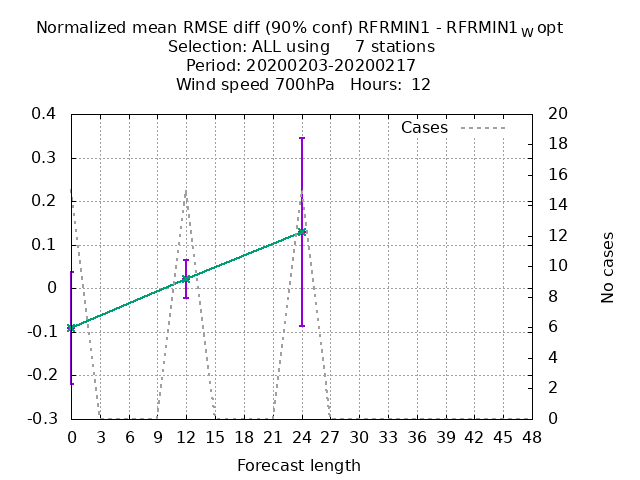 Normalized mean RMSE diff (90% conf) RFRMIN1 - RFRMIN1wopt
Selection: ALL using     7 stations
Period: 20200203-20200217
Wind speed 700hPa   Hours:  12
Cases
0.4
0.3
0.2
0.1
0
-0.1
-0.2
-0.3
20
18
16
14
12
10
8
6
4
2
0
No cases
0 3 6 9 12 15 18 21 24 27 30 33 36 39 42 45 48
Forecast length